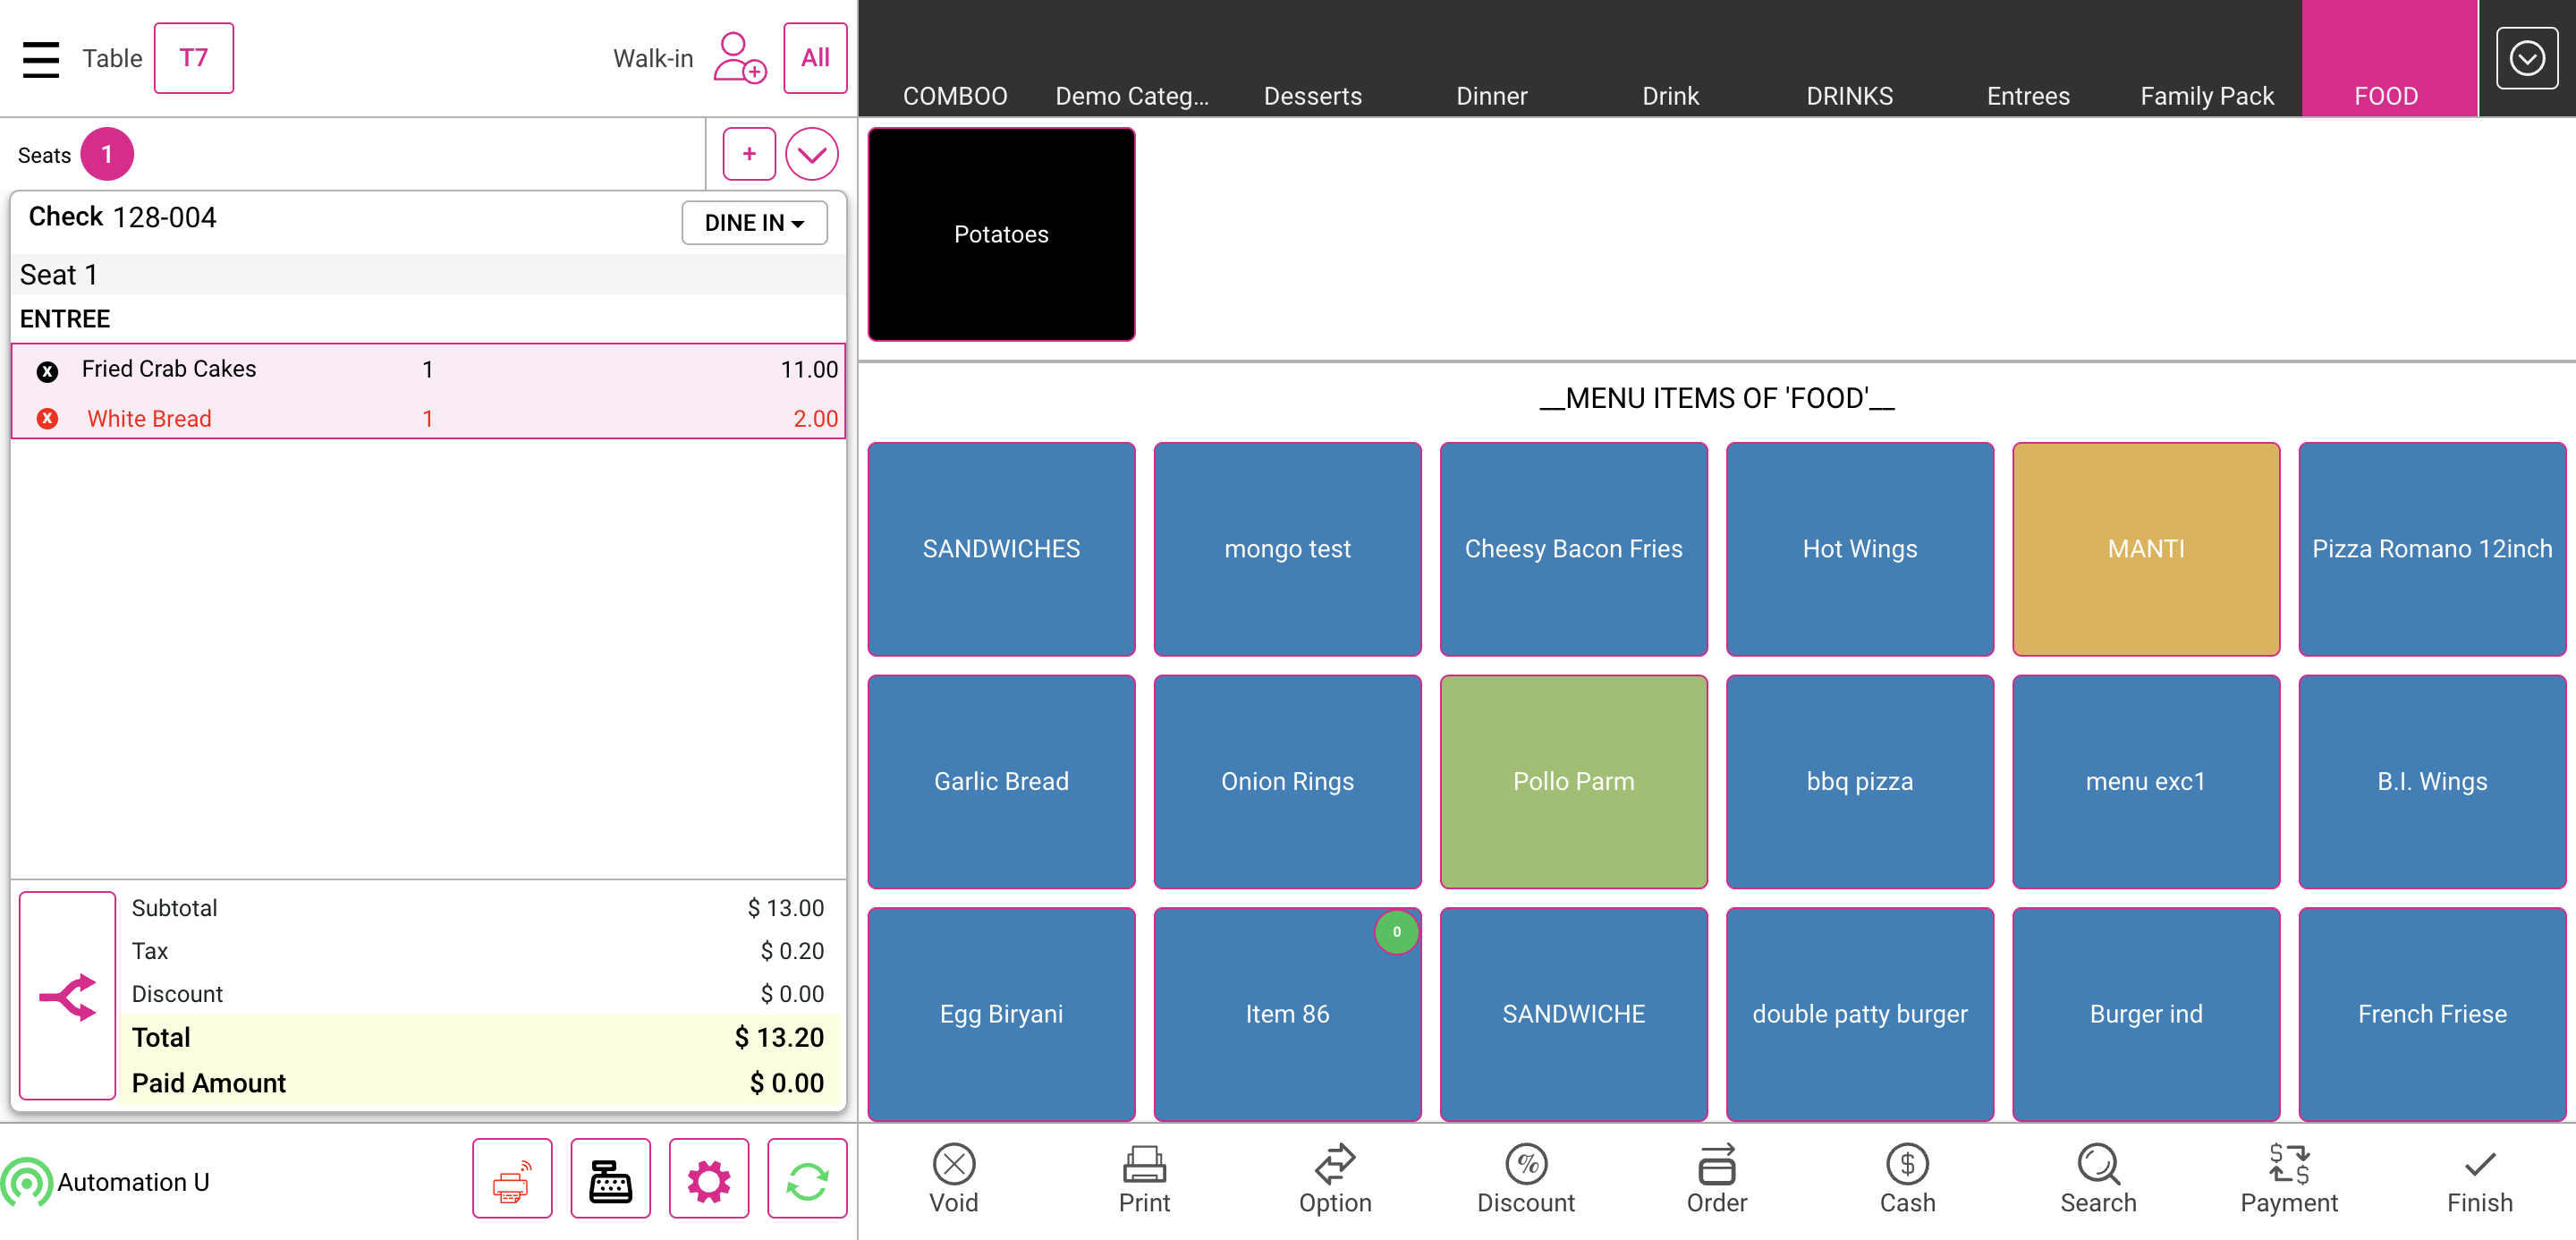 Table T7 Walk-in All
COMBOO Demo Categ... Desserts Dinner Drink DRINKS Entrees Family Pack FOOD
Seats 1 +
Check 128-004 DINE IN
Seat 1
ENTREE
x Fried Crab Cakes 1 11.00
x White Bread 1 2.00
Subtotal $ 13.00
Tax $ 0.20
Discount $ 0.00
Total $ 13.20
Paid Amount $ 0.00
Automation U
Potatoes
__MENU ITEMS OF 'FOOD'__
SANDWICHES mongo test Cheesy Bacon Fries Hot Wings MANTI Pizza Romano 12inch
Garlic Bread Onion Rings Pollo Parm bbq pizza menu exc1 B.I. Wings
0
Egg Biryani Item 86 SANDWICHE double patty burger Burger ind French Friese
Void Print Option Discount Order Cash Search Payment Finish